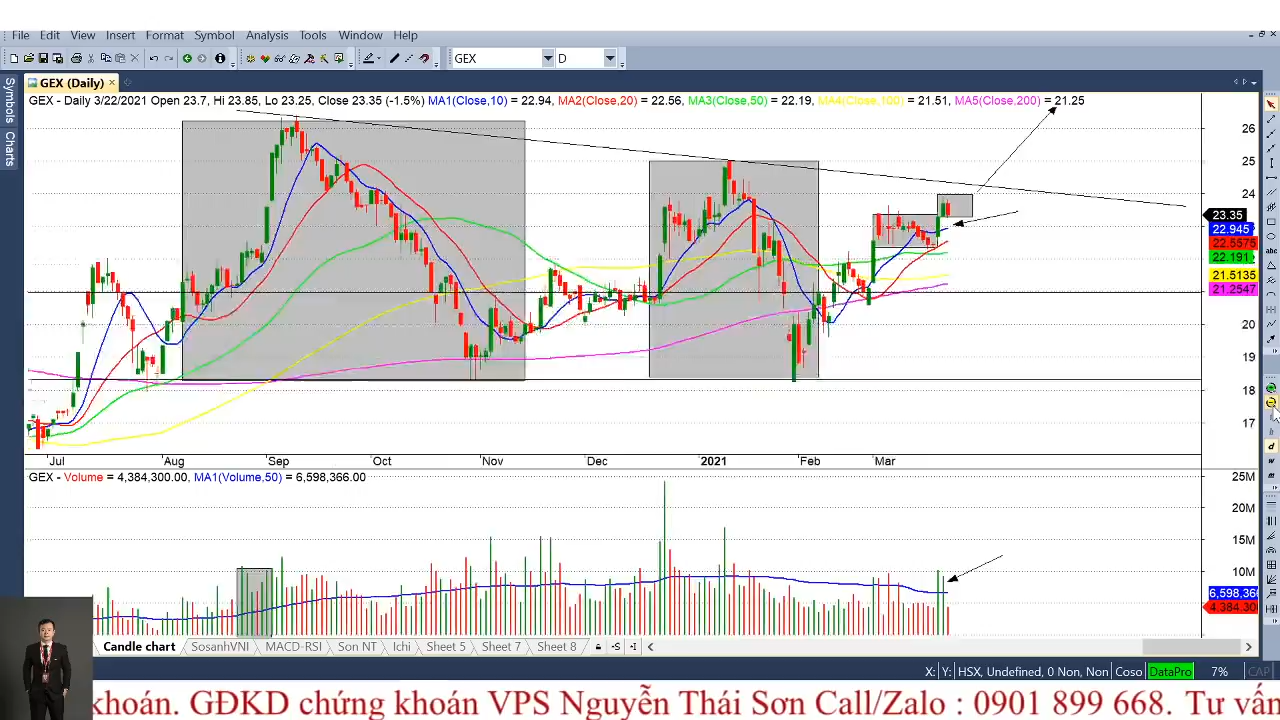 File Edit View Insert Format Symbol Analysis Tools Window Help
GEX D
GEX (Daily)
Symbols
Charts
GEX - Daily 3/22/2021 Open 23.7, Hi 23.85, Lo 23.25, Close 23.35 (-1.5%) MA1(Close,10) = 22.94, MA2(Close,20) = 22.56, MA3(Close,50) = 22.19, MA4(Close,100) = 21.51, MA5(Close,200) = 21.25
26
25
24
23.35
22.945
22.5575
22.191
21.5135
21.2547
20
19
18
17
Jul Aug Sep Oct Nov Dec 2021 Feb Mar
GEX - Volume = 4,384,300.00, MA1(Volume,50) = 6,598,366.00
25M
20M
15M
10M
6,598,366
4,384,30
Candle chart SosanhVNI MACD-RSI Son NT Ichi Sheet 5 Sheet 7 Sheet 8
X: Y: HSX, Undefined, 0 Non, Non Coso DataPro 7% CAP
khoán. GĐKD chứng khoán VPS Nguyễn Thái Sơn Call/Zalo : 0901 899 668. Tư vấn